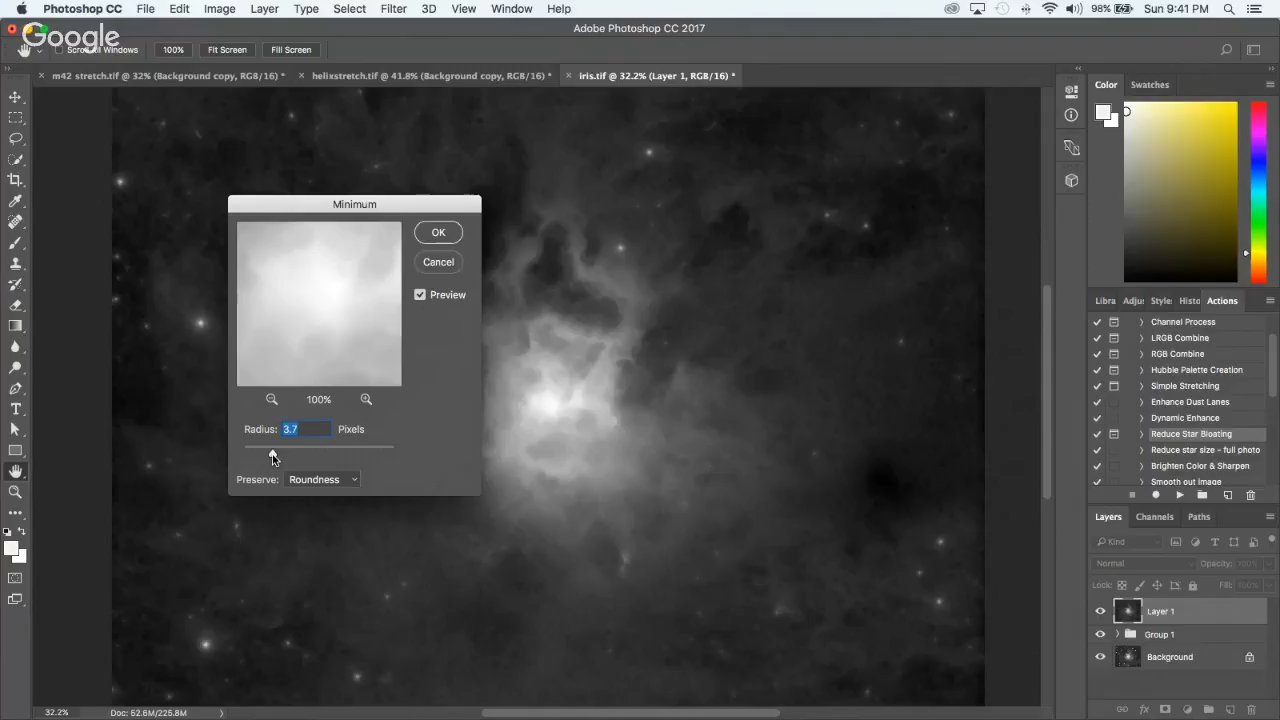 Photoshop CC File Edit Image Layer Type Select Filter 3D View Window Help 98% Sun 9:41 PM
Google
Adobe Photoshop CC 2017
Scroll All Windows 100% Fit Screen Fill Screen
m42 stretch.tif @ 32% (Background copy, RGB/16) * helixstretch.tif @ 41.8% (Background copy, RGB/16) * iris.tif @ 32.2% (Layer 1, RGB/16) *
Color Swatches
Minimum
OK
Cancel
Preview
100%
Radius: 3.7 Pixels
Preserve: Roundness
Libra Adjus Style: Histo Actions
Channel Process
LRGB Combine
RGB Combine
Hubble Palette Creation
Simple Stretching
Enhance Dust Lanes
Dynamic Enhance
Reduce Star Bloating
Reduce star size - full photo
Brighten Color & Sharpen
Smooth out image
Layers Channels Paths
Kind
Normal Opacity: 100%
Lock: Fill: 100%
Layer 1
Group 1
Background
32.2% Doc: 52.6M/225.8M